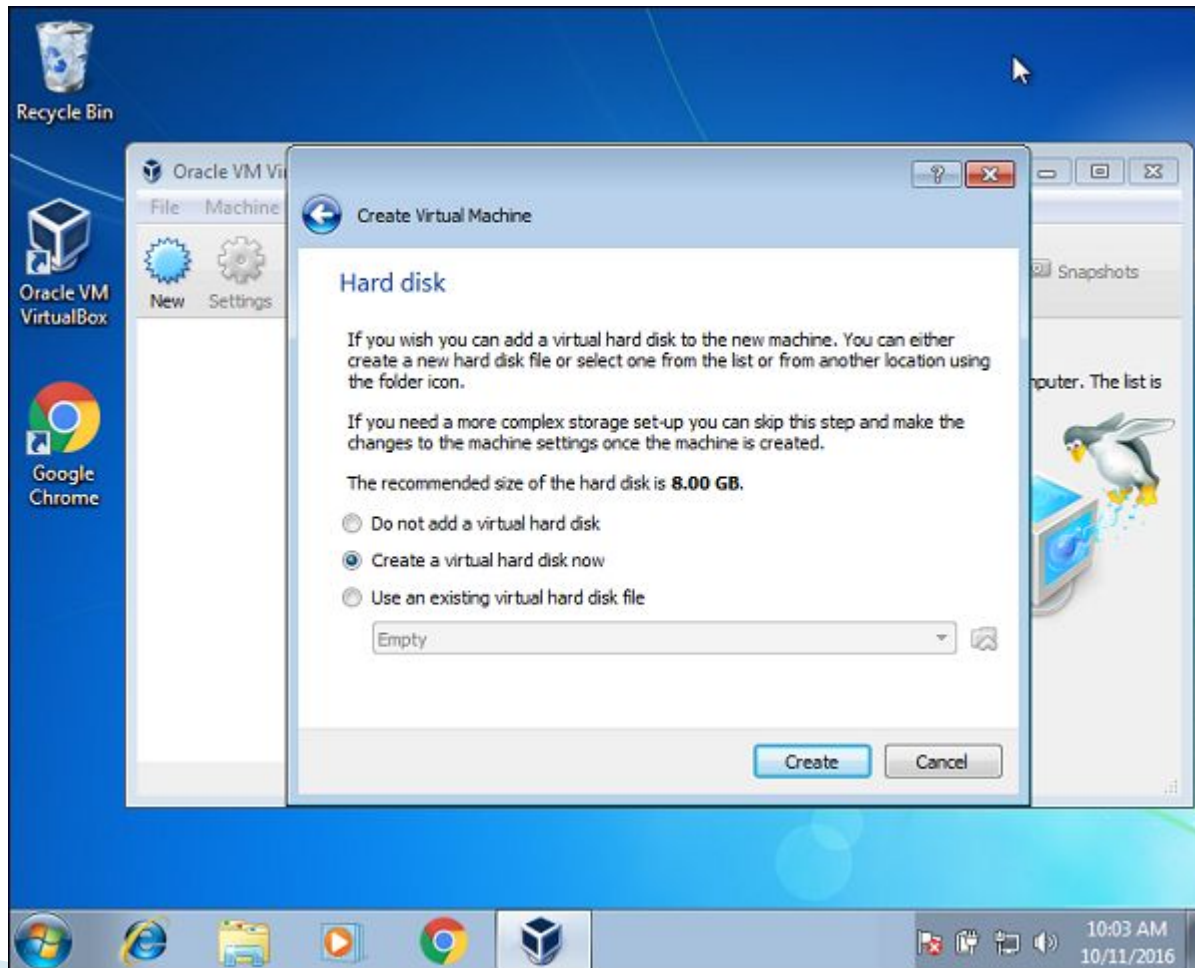 Recycle Bin
Oracle VM Vi
File Machine
Create Virtual Machine
New Settings
Snapshots
Oracle VM
VirtualBox
Hard disk
If you wish you can add a virtual hard disk to the new machine. You can either
create a new hard disk file or select one from the list or from another location using
the folder icon.
puter. The list is
If you need a more complex storage set-up you can skip this step and make the
changes to the machine settings once the machine is created.
Google
Chrome
The recommended size of the hard disk is 8.00 GB.
Do not add a virtual hard disk
Create a virtual hard disk now
Use an existing virtual hard disk file
Empty
Create Cancel
10:03 AM
10/11/2016